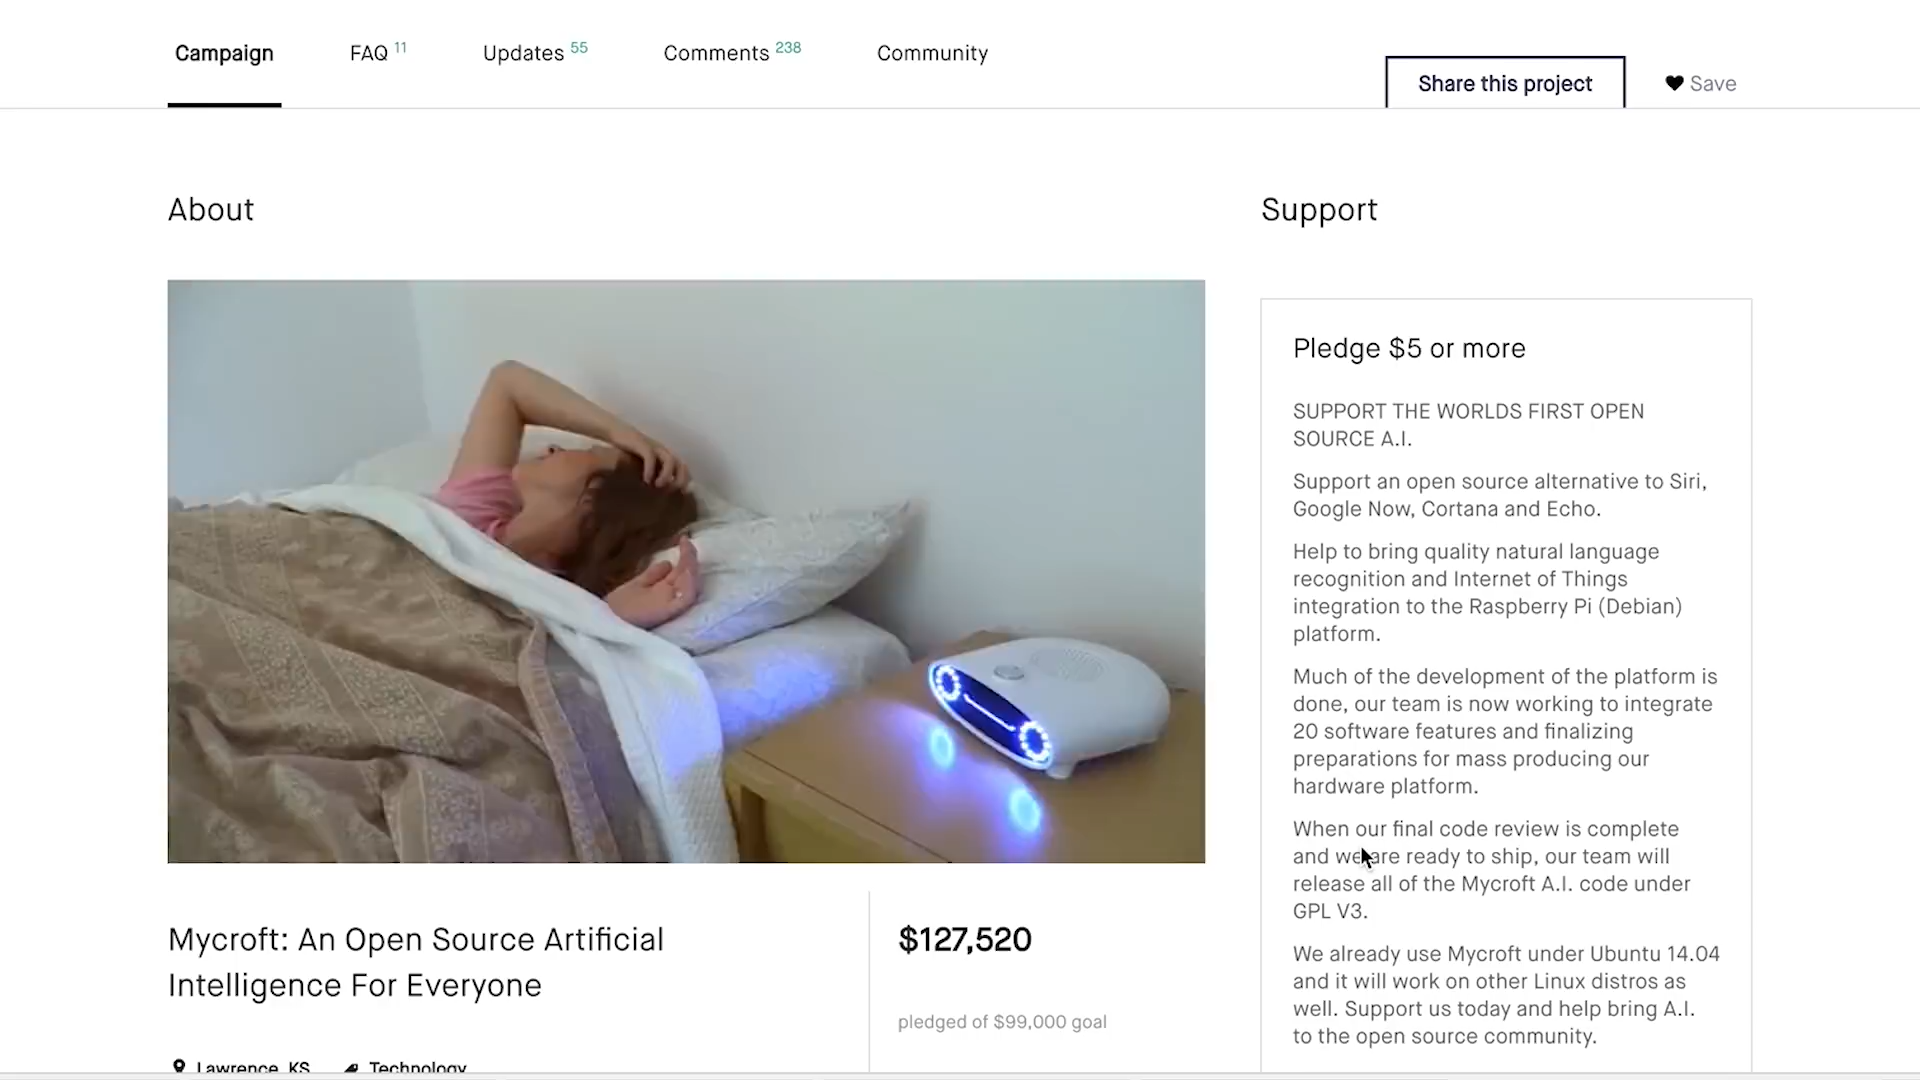 Campaign
FAQ 11
Updates 55
Comments 238
Community
Share this project
Save
About
Support
Pledge $5 or more
SUPPORT THE WORLDS FIRST OPEN
SOURCE A.I.
Support an open source alternative to Siri,
Google Now, Cortana and Echo.
Help to bring quality natural language
recognition and Internet of Things
integration to the Raspberry Pi (Debian)
platform.
Much of the development of the platform is
done, our team is now working to integrate
20 software features and finalizing
preparations for mass producing our
hardware platform.
When our final code review is complete
and we are ready to ship, our team will
release all of the Mycroft A.I. code under
GPL V3.
We already use Mycroft under Ubuntu 14.04
and it will work on other Linux distros as
well. Support us today and help bring A.I.
to the open source community.
Mycroft: An Open Source Artificial
Intelligence For Everyone
$127,520
pledged of $99,000 goal
Lawrence, KS
Technology